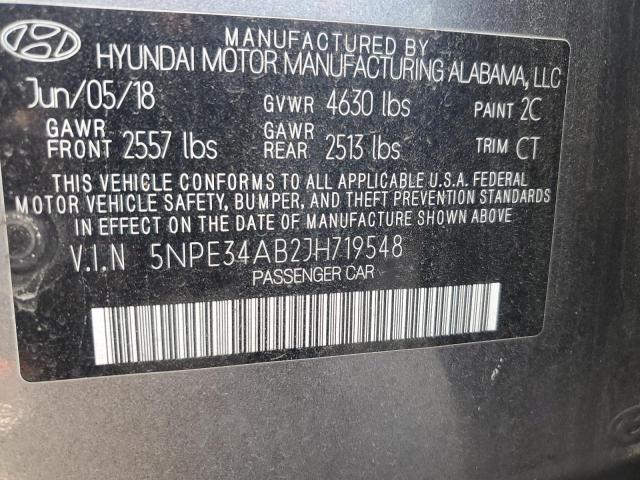 MANUFACTURED BY
HYUNDAI MOTOR MANUFACTURING ALABAMA, LLC
Jun/05/18 GVWR 4630 lbs PAINT 2C
GAWR FRONT 2557 lbs GAWR REAR 2513 lbs TRIM CT
THIS VEHICLE CONFORMS TO ALL APPLICABLE U.S.A. FEDERAL
MOTOR VEHICLE SAFETY, BUMPER, AND THEFT PREVENTION STANDARDS
IN EFFECT ON THE DATE OF MANUFACTURE SHOWN ABOVE
V.I.N 5NPE34AB2JH719548
PASSENGER CAR